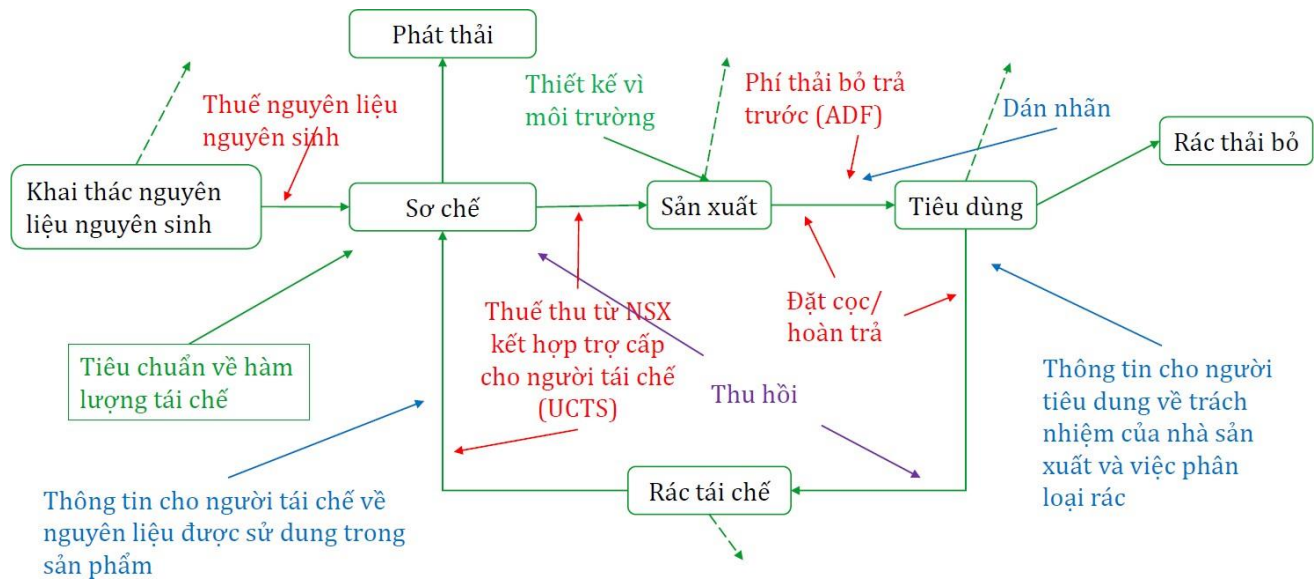 Phát thải
Thuế nguyên liệu
nguyên sinh
Thiết kế vì
môi trường
Phí thải bỏ trả
trước (ADF)
Dán nhãn
Rác thải bỏ
Khai thác nguyên
liệu nguyên sinh
Sơ chế
Sản xuất
Tiêu dùng
Tiêu chuẩn về hàm
lượng tái chế
Thuế thu từ NSX
kết hợp trợ cấp
cho người tái chế
(UCTS)
Đặt cọc/
hoàn trả
Thu hồi
Thông tin cho người
tiêu dung về trách
nhiệm của nhà sản
xuất và việc phân
loại rác
Thông tin cho người tái chế về
nguyên liệu được sử dung trong
sản phẩm
Rác tái chế